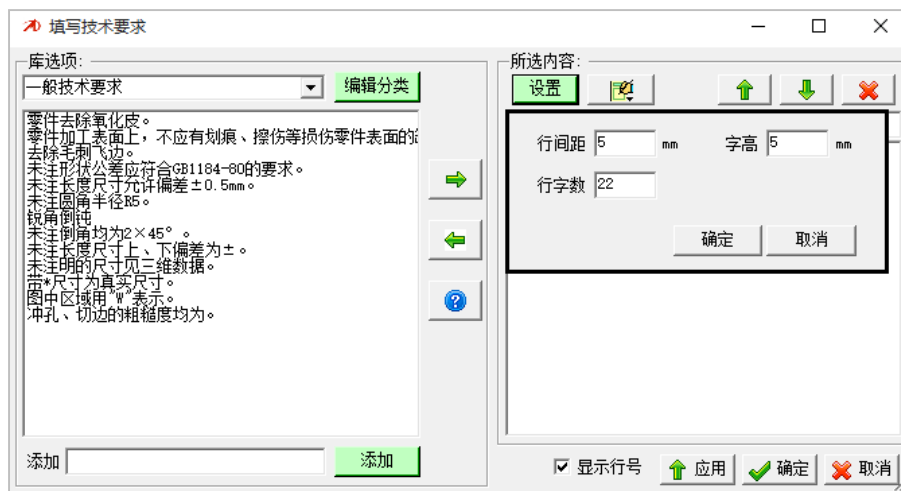 填写技术要求
库选项:
一般技术要求
编辑分类
零件去除氧化皮。
零件加工表面上，不应有划痕、擦伤等损伤零件表面的
去除毛刺飞边。
未注形状公差应符合GB1184-80的要求。
未注长度尺寸允许偏差±0.5mm。
未注圆角半径R5。
锐角倒钝
未注倒角均为2×45°。
未注长度尺寸上、下偏差为±。
未注明的尺寸见三维数据。
带*尺寸为真实尺寸。
图中区域用"W"表示。
冲孔、切边的粗糙度均为。
添加
添加
所选内容:
设置
行间距 5 mm 字高 5 mm
行字数 22
确定 取消
显示行号 应用 确定 取消